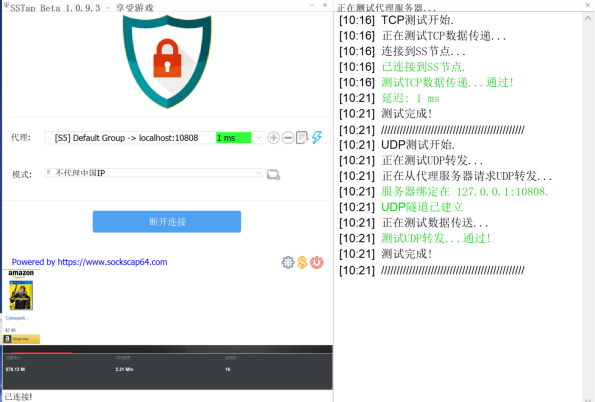 SSTap Beta 1.0.9.3 - 享受游戏
代理:
[S5] Default Group -> localhost:10808
1 ms
模式:
不代理中国IP
断开连接
Powered by https://www.sockscap64.com
amazon
Cyberpunk...
$7.99
Shop now
878.13 M
2.31 M/s
16
已连接!
正在测试代理服务器...
[10:16] TCP测试开始.
[10:16] 正在测试TCP数据传递...
[10:16] 连接到SS节点...
[10:16] 已连接到SS节点.
[10:16] 测试TCP数据传递...通过!
[10:21] 延迟: 1 ms
[10:21] 测试完成!
[10:21] //////////////////////////////////////////////
[10:21] UDP测试开始.
[10:21] 正在测试UDP转发...
[10:21] 正在从代理服务器请求UDP转发...
[10:21] 服务器绑定在 127.0.0.1:10808.
[10:21] UDP隧道已建立
[10:21] 正在测试数据传送...
[10:21] 测试UDP转发...通过!
[10:21] 测试完成!
[10:21] //////////////////////////////////////////////